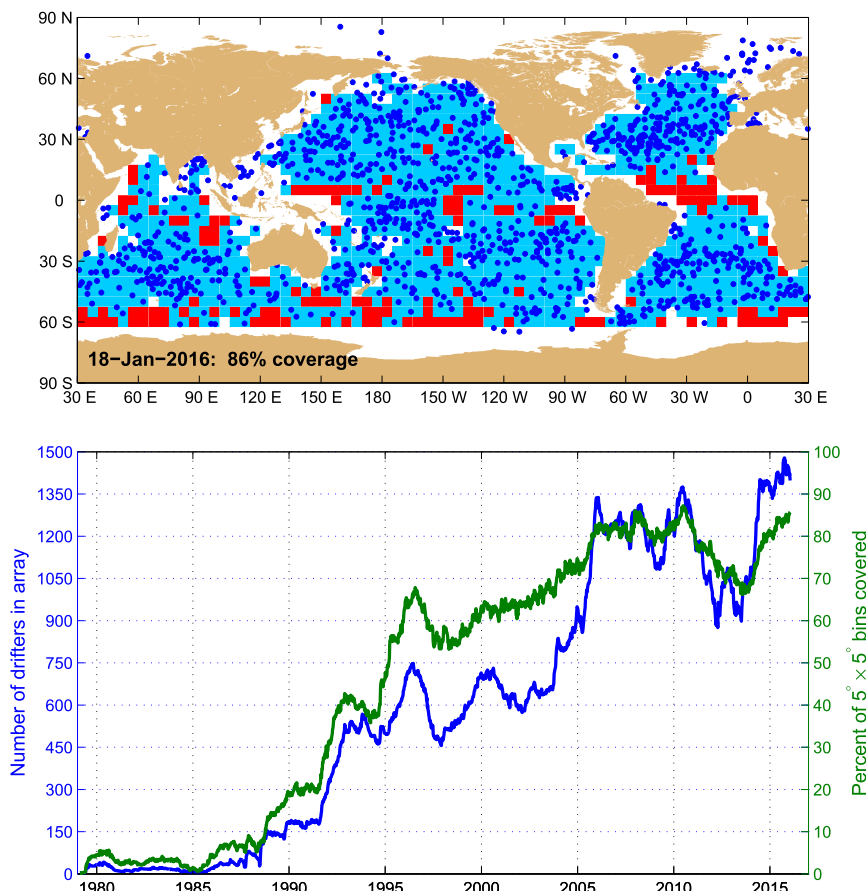 90 N
60 N
30 N
0
30 S
60 S
90 S
18−Jan−2016: 86% coverage
30 E 60 E 90 E 120 E 150 E 180 150 W 120 W 90 W 60 W 30 W 0 30 E
1500 100
1350 90
1200 80
1050 70
900 60
750 50
600 40
450 30
300 20
150 10
0 0
Number of drifters in array
Percent of 5° × 5° bins covered
1980 1985 1990 1995 2000 2005 2010 2015